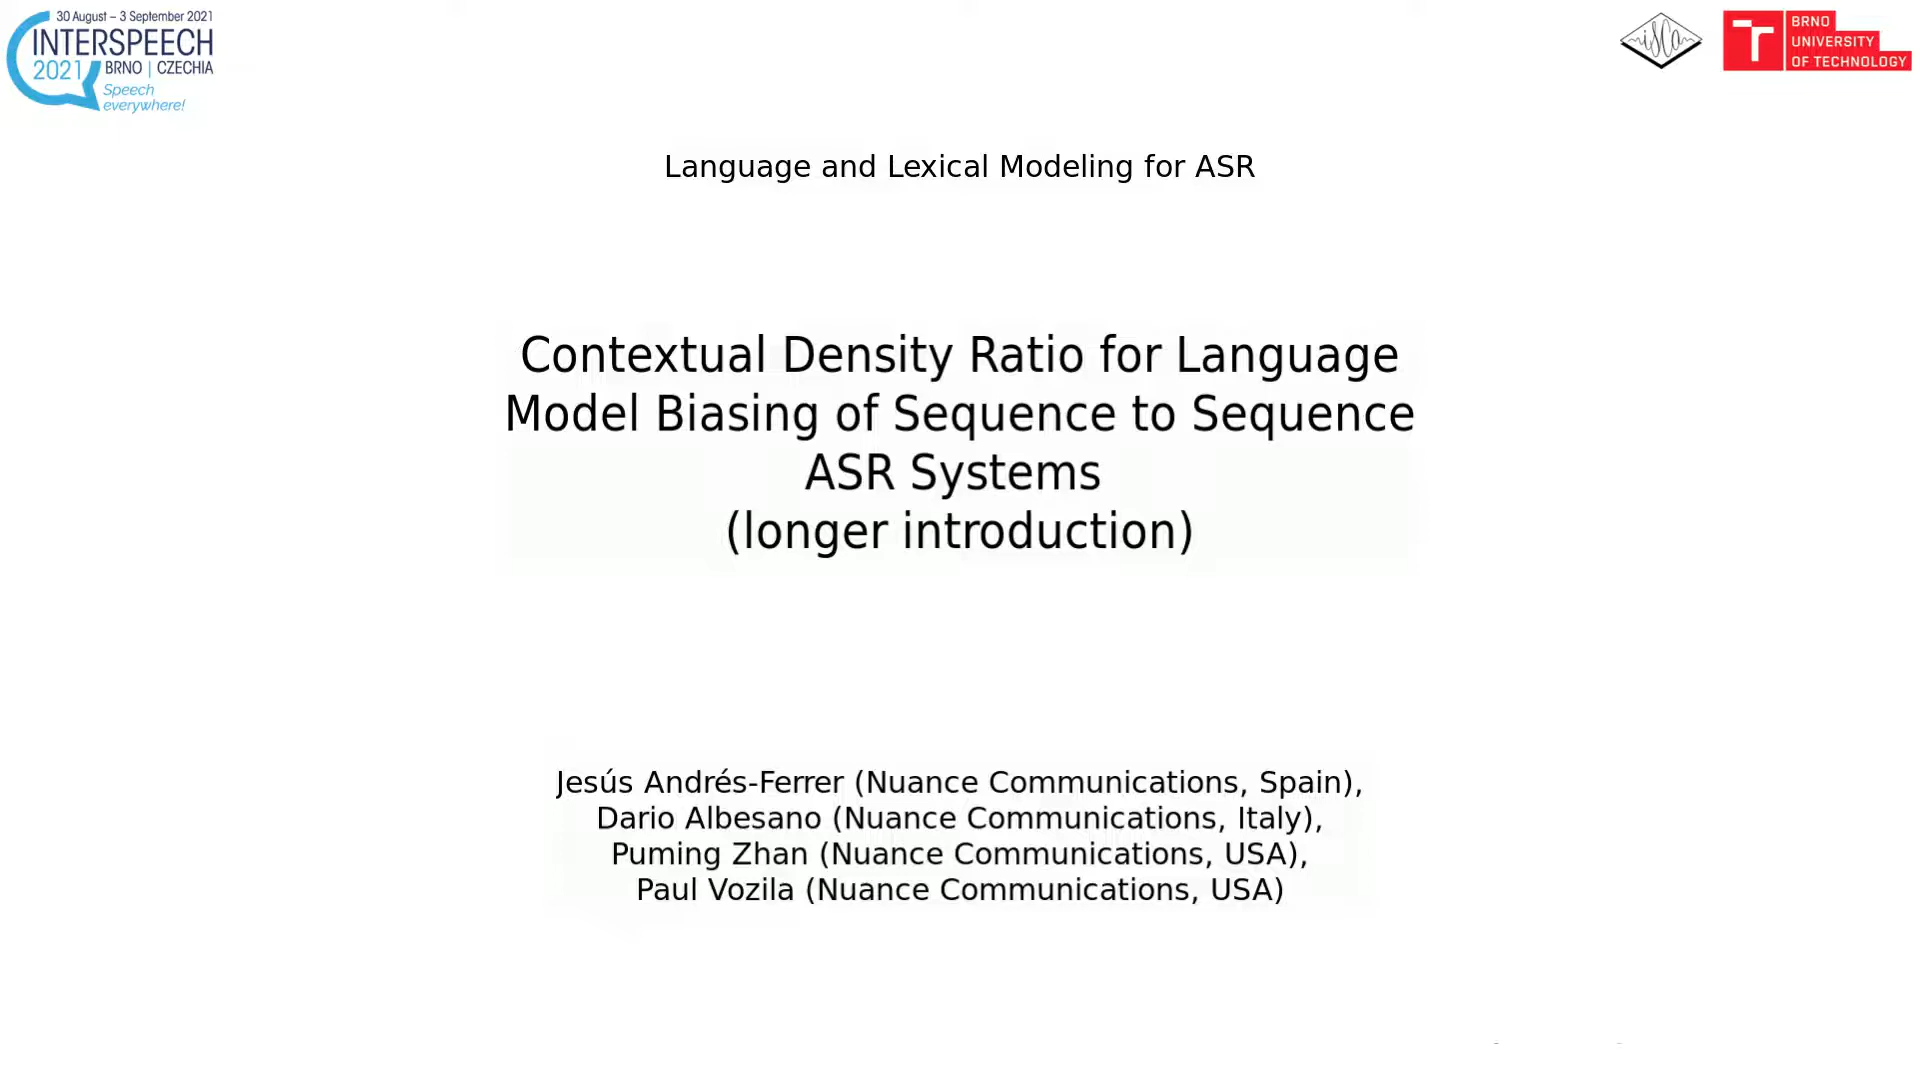 30 August – 3 September 2021
INTERSPEECH
2021 BRNO | CZECHIA
Speech
everywhere!
isca
BRNO
UNIVERSITY
OF TECHNOLOGY
Language and Lexical Modeling for ASR
Contextual Density Ratio for Language
Model Biasing of Sequence to Sequence
ASR Systems
(longer introduction)
Jesús Andrés-Ferrer (Nuance Communications, Spain),
Dario Albesano (Nuance Communications, Italy),
Puming Zhan (Nuance Communications, USA),
Paul Vozila (Nuance Communications, USA)